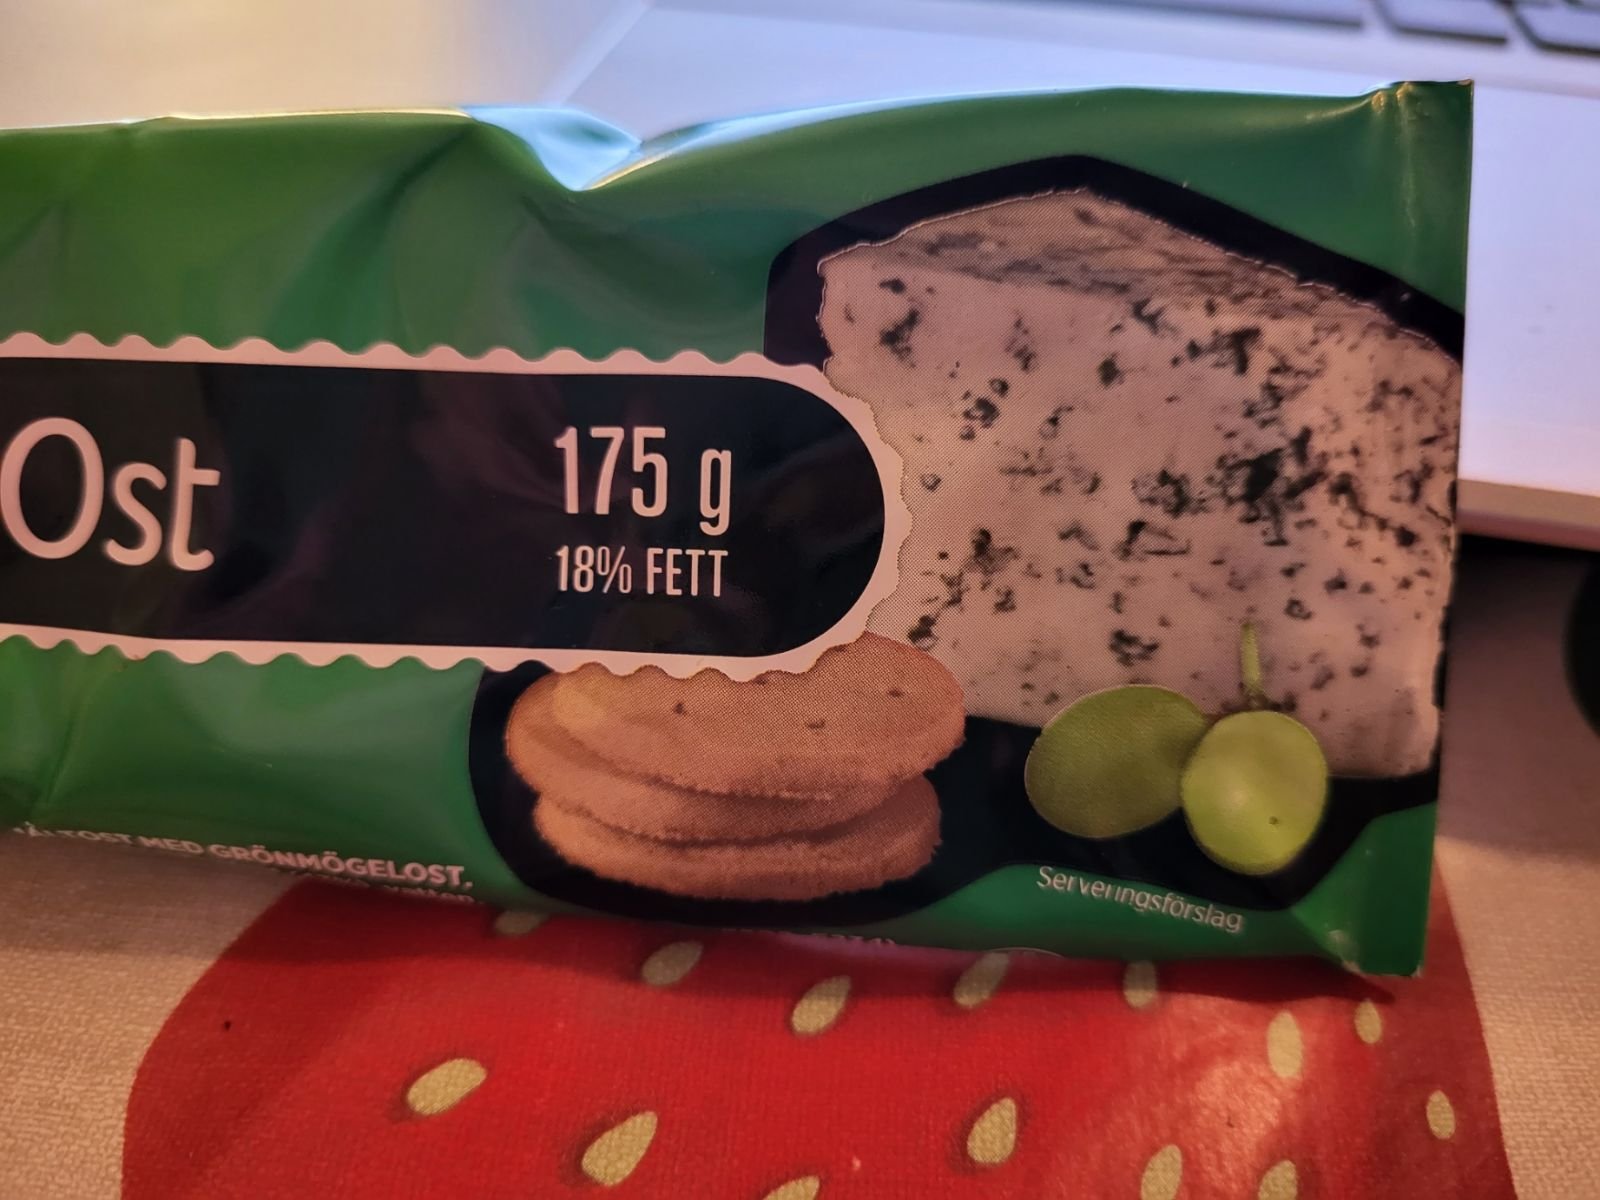 Ost
175 g
18% FETT
OST MED GRÖNMÖGELOST.
Serveringsförslag